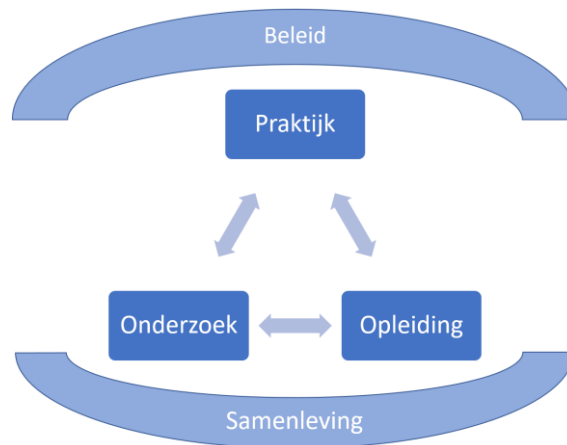 Beleid
Praktijk
Onderzoek
Opleiding
Samenleving